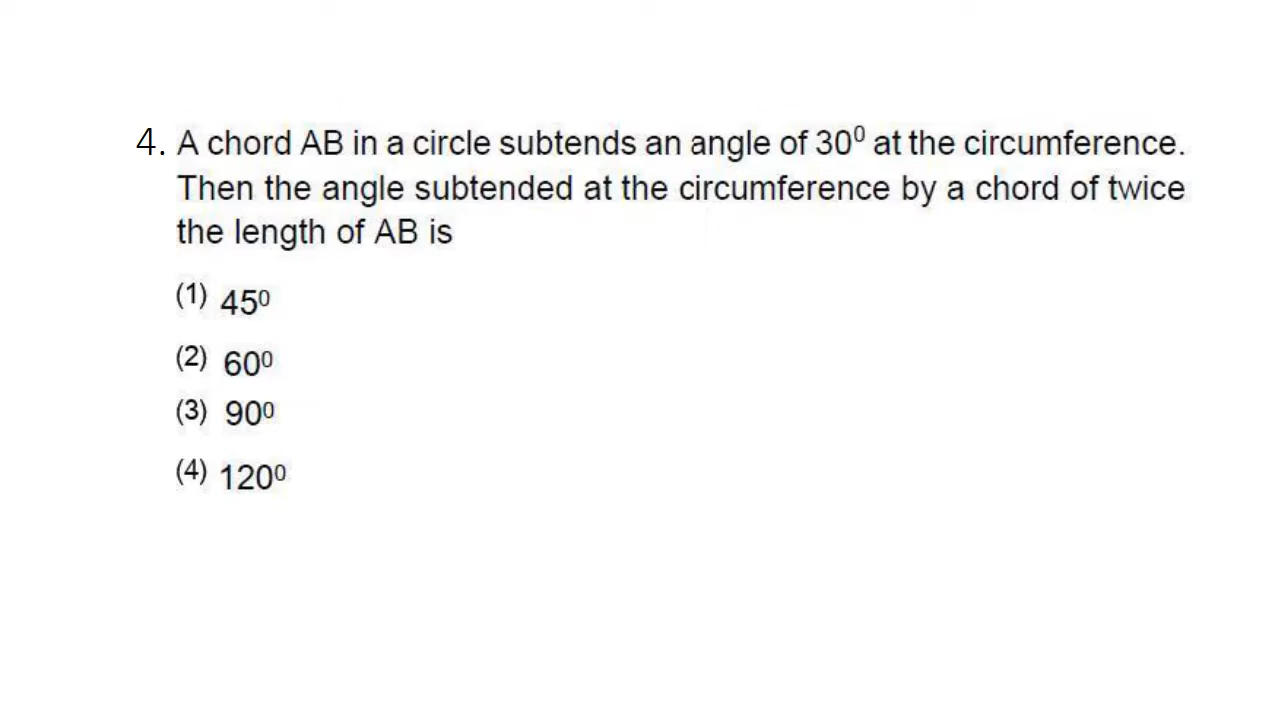 4. A chord AB in a circle subtends an angle of 30⁰ at the circumference.
Then the angle subtended at the circumference by a chord of twice
the length of AB is
(1) 45⁰
(2) 60⁰
(3) 90⁰
(4) 120⁰